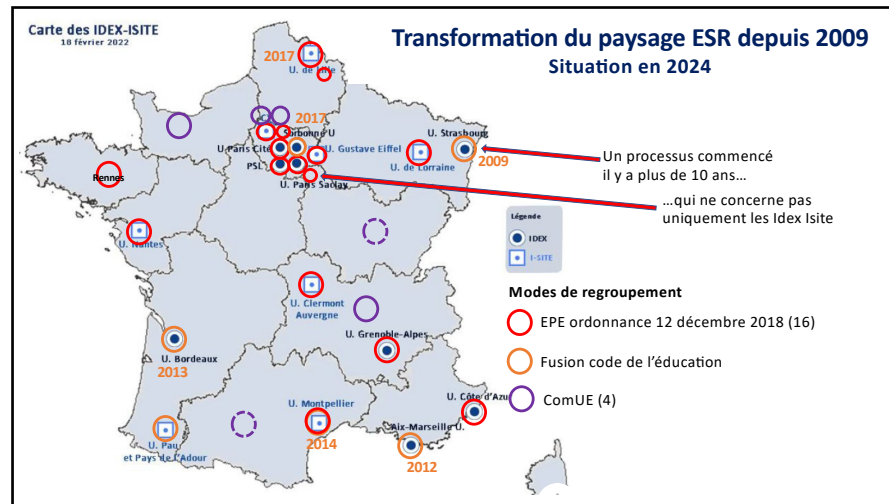 Carte des IDEX-ISITE
18 février 2022
Transformation du paysage ESR depuis 2009
Situation en 2024
2017
U. de Lille
2017
Sorbonne U
U.Paris Cité
U. Gustave Eiffel
PSL
U. Paris Saclay
U. Strasbourg
2009
U. de Lorraine
Un processus commencé
il y a plus de 10 ans…
…qui ne concerne pas
uniquement les Idex Isite
Rennes
U. Nantes
Légende
IDEX
I-SITE
U. Clermont
Auvergne
Modes de regroupement
EPE ordonnance 12 décembre 2018 (16)
Fusion code de l’éducation
ComUE (4)
U. Grenoble-Alpes
U. Bordeaux
2013
U. Montpellier
2014
U. Côte d'Azu
Aix-Marseille U.
2012
U. Pau
et Pays de l'Adour